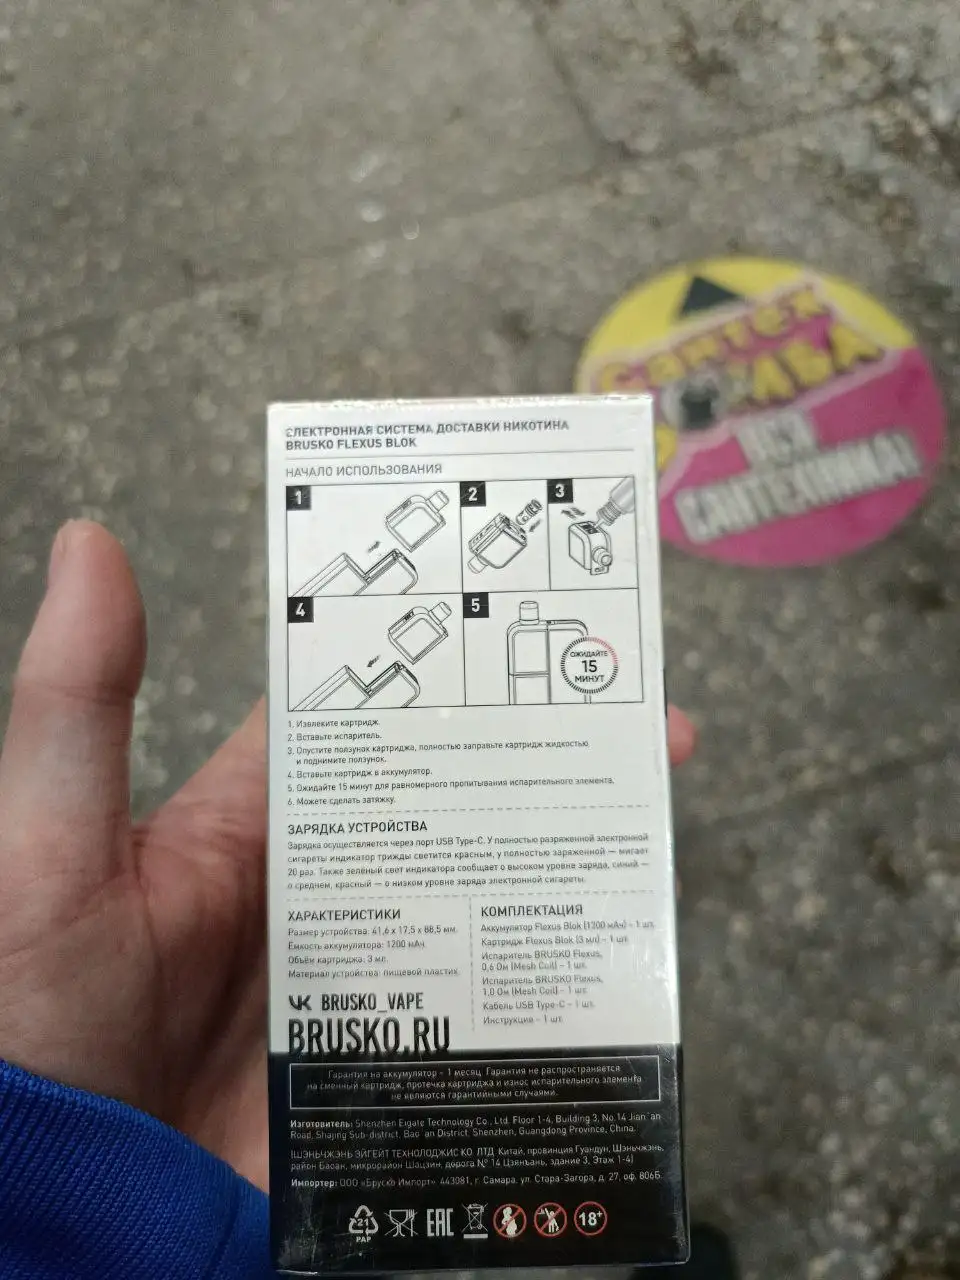 Сантех
БОМБА
ВСЯ
САНТЕХНИКА!
ЭЛЕКТРОННАЯ СИСТЕМА ДОСТАВКИ НИКОТИНА
BRUSKO FLEXUS BLOK
НАЧАЛО ИСПОЛЬЗОВАНИЯ
1
2
3
4
5
ОЖИДАЙТЕ
15
МИНУТ
1. Извлеките картридж.
2. Вставьте испаритель.
3. Опустите ползунок картриджа, полностью заправьте картридж жидкостью
и поднимите ползунок.
4. Вставьте картридж в аккумулятор.
5. Ожидайте 15 минут для равномерного пропитывания испарительного элемента.
6. Можете сделать затяжку.
ЗАРЯДКА УСТРОЙСТВА
Зарядка осуществляется через порт USB Type-C. У полностью разряженной электронной
сигареты индикатор трижды светится красным, у полностью заряженной — мигает
20 раз. Также зелёный свет индикатора сообщает о высоком уровне заряда, синий —
о среднем, красный — о низком уровне заряда электронной сигареты.
ХАРАКТЕРИСТИКИ
Размер устройства: 41,6 x 17,5 x 88,5 мм.
Ёмкость аккумулятора: 1200 мАч.
Объём картриджа: 3 мл.
Материал устройства: пищевой пластик.
VK BRUSKO_VAPE
BRUSKO.RU
КОМПЛЕКТАЦИЯ
Аккумулятор Flexus Blok (1200 мАч) – 1 шт.
Картридж Flexus Blok (3 мл) – 1 шт.
Испаритель BRUSKO Flexus,
0,6 Ом (Mesh Coil) – 1 шт.
Испаритель BRUSKO Flexus,
1,0 Ом (Mesh Coil) – 1 шт.
Кабель USB Type-C – 1 шт.
Инструкция – 1 шт.
Гарантия на аккумулятор – 1 месяц. Гарантия не распространяется
на сменный картридж, протечка картриджа и износ испарительного элемента
не являются гарантийными случаями.
Изготовитель: Shenzhen Eigate Technology Co., Ltd. Floor 1-4, Building 3, No.14 Jian`an
Road, Shajing Sub-district, Bao`an District, Shenzhen, Guangdong Province, China.
(ШЭНЬЧЖЭНЬ ЭЙГЕЙТ ТЕХНОЛОДЖИС КО. ЛТД. Китай, провинция Гуандун, Шэньчжэнь,
район Баоан, микрорайон Шацзин, дорога № 14 Цзянъань, здание 3, Этаж 1-4)
Импортер: ООО «Бруско Импорт» 443081, г. Самара, ул. Стара-Загора, д. 27, оф. 806Б.
21
PAP
EAC
18+